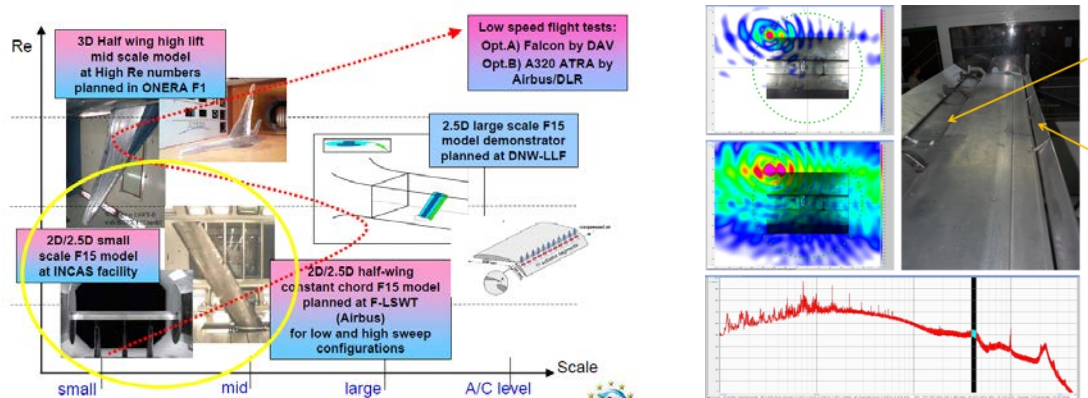 Re
3D Half wing high lift
mid scale model
at High Re numbers
planned in ONERA F1
Low speed flight tests:
Opt.A) Falcon by DAV
Opt.B) A320 ATRA by
Airbus/DLR
2.5D large scale F15
model demonstrator
planned at DNW-LLF
compressed air
2D/2.5D small
scale F15 model
at INCAS facility
2D/2.5D half-wing
constant chord F15 model
planned at F-LSWT
(Airbus)
for low and high sweep
configurations
Scale
small
mid
large
A/C level